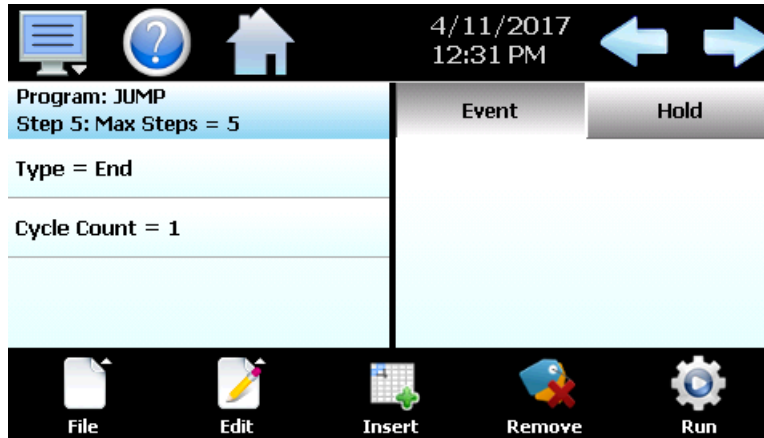 4/11/2017
12:31 PM
Program: JUMP
Step 5: Max Steps = 5
Event
Hold
Type = End
Cycle Count = 1
File
Edit
Insert
Remove
Run